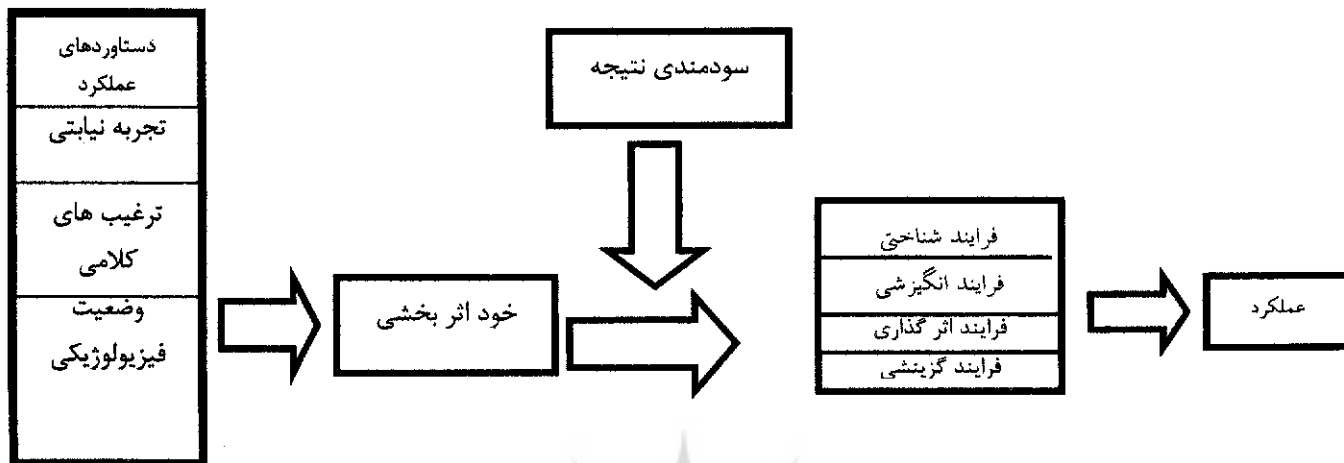 دستاوردهای
عملکرد
تجربه نیابتی
ترغیب های
کلامی
وضعیت
فیزیولوژیکی
خود اثر بخشی
سودمندی نتیجه
فرایند شناختی
فرایند انگیزشی
فرایند اثر گذاری
فرایند گزینشی
عملکرد